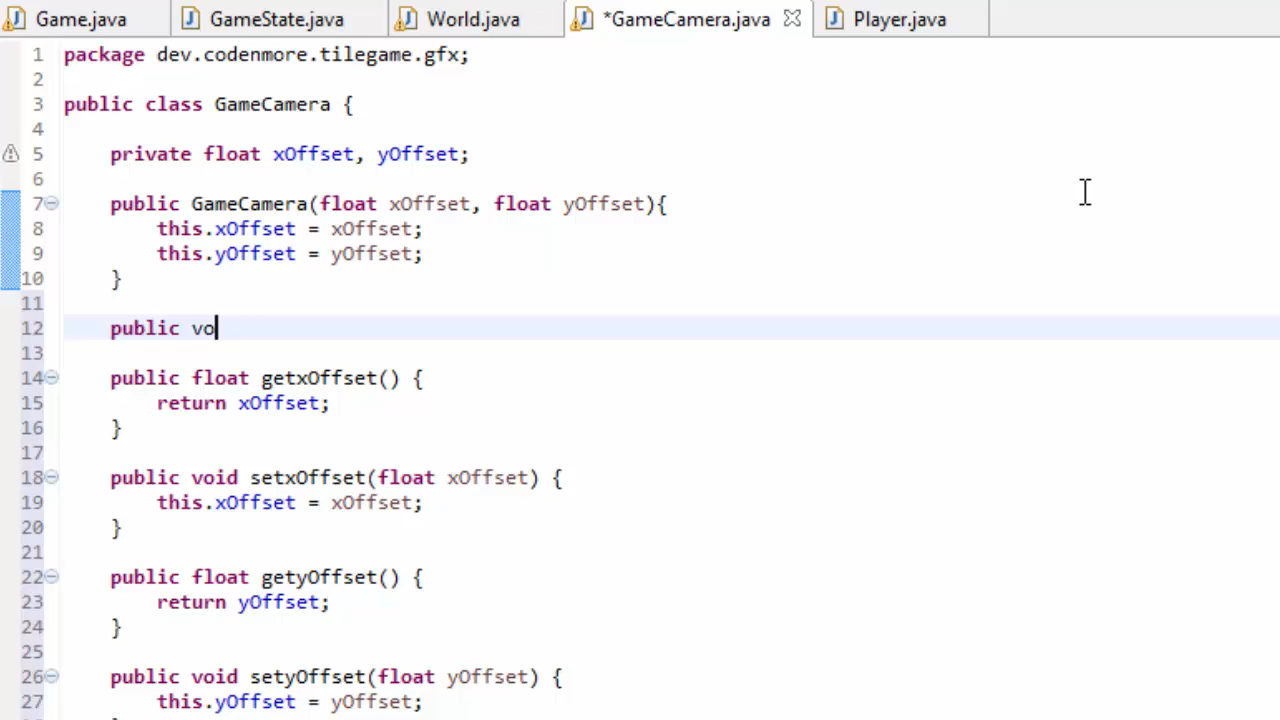 Game.java GameState.java World.java *GameCamera.java Player.java
1 package dev.codenmore.tilegame.gfx;
2
3 public class GameCamera {
4
5 private float xOffset, yOffset;
6
7 public GameCamera(float xOffset, float yOffset){
8 this.xOffset = xOffset;
9 this.yOffset = yOffset;
10 }
11
12 public vo
13
14 public float getxOffset() {
15 return xOffset;
16 }
17
18 public void setxOffset(float xOffset) {
19 this.xOffset = xOffset;
20 }
21
22 public float getyOffset() {
23 return yOffset;
24 }
25
26 public void setyOffset(float yOffset) {
27 this.yOffset = yOffset;